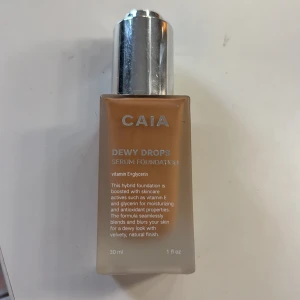 CAIA
DEWY DROPS
SERUM FOUNDATION
vitamin E+glycerin
This hybrid foundation is
boosted with skincare
actives such as vitamin E
and glycerin for moisturizing
and antioxidant properties.
The formula seamlessly
blends and blurs your skin
for a dewy look with
velvety, natural finish.
30 ml
1 fl oz